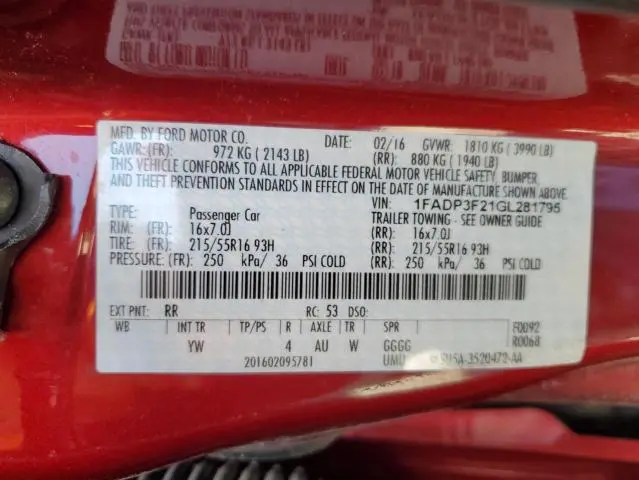 MFD. BY FORD MOTOR CO. DATE: 02/16 GVWR: 1810 KG (3990 LB)
GAWR: (FR): 972 KG (2143 LB) (RR): 880 KG (1940 LB)
THIS VEHICLE CONFORMS TO ALL APPLICABLE FEDERAL MOTOR VEHICLE SAFETY, BUMPER,
AND THEFT PREVENTION STANDARDS IN EFFECT ON THE DATE OF MANUFACTURE SHOWN ABOVE.
VIN: 1FADP3F21GL281795
TYPE: Passenger Car TRAILER TOWING - SEE OWNER GUIDE
RIM: (FR): 16x7.0J (RR): 16x7.0J
TIRE: (FR): 215/55R16 93H (RR): 215/55R16 93H
PRESSURE: (FR): 250 kPa/ 36 PSI COLD (RR): 250 kPa/ 36 PSI COLD
EXT PNT: RR RC: 53 DSO:
WB INT TR TP/PS R AXLE TR SPR F0092
YW 4 AU W GGGG R0068
201602095781 UMU 15A-3520472-AA